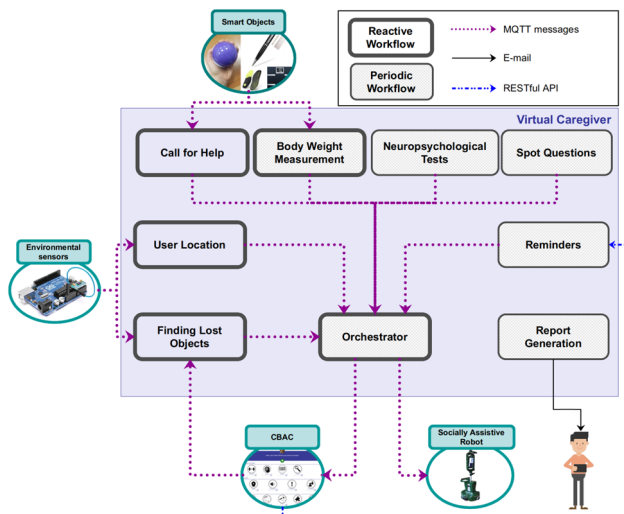 Smart Objects
Reactive
Workflow
Periodic
Workflow
MQTT messages
E-mail
RESTful API
Virtual Caregiver
Call for Help
Body Weight
Measurement
Neuropsychological
Tests
Spot Questions
Environmental
sensors
User Location
Reminders
Finding Lost
Objects
Orchestrator
Report
Generation
CBAC
Socially Assistive
Robot